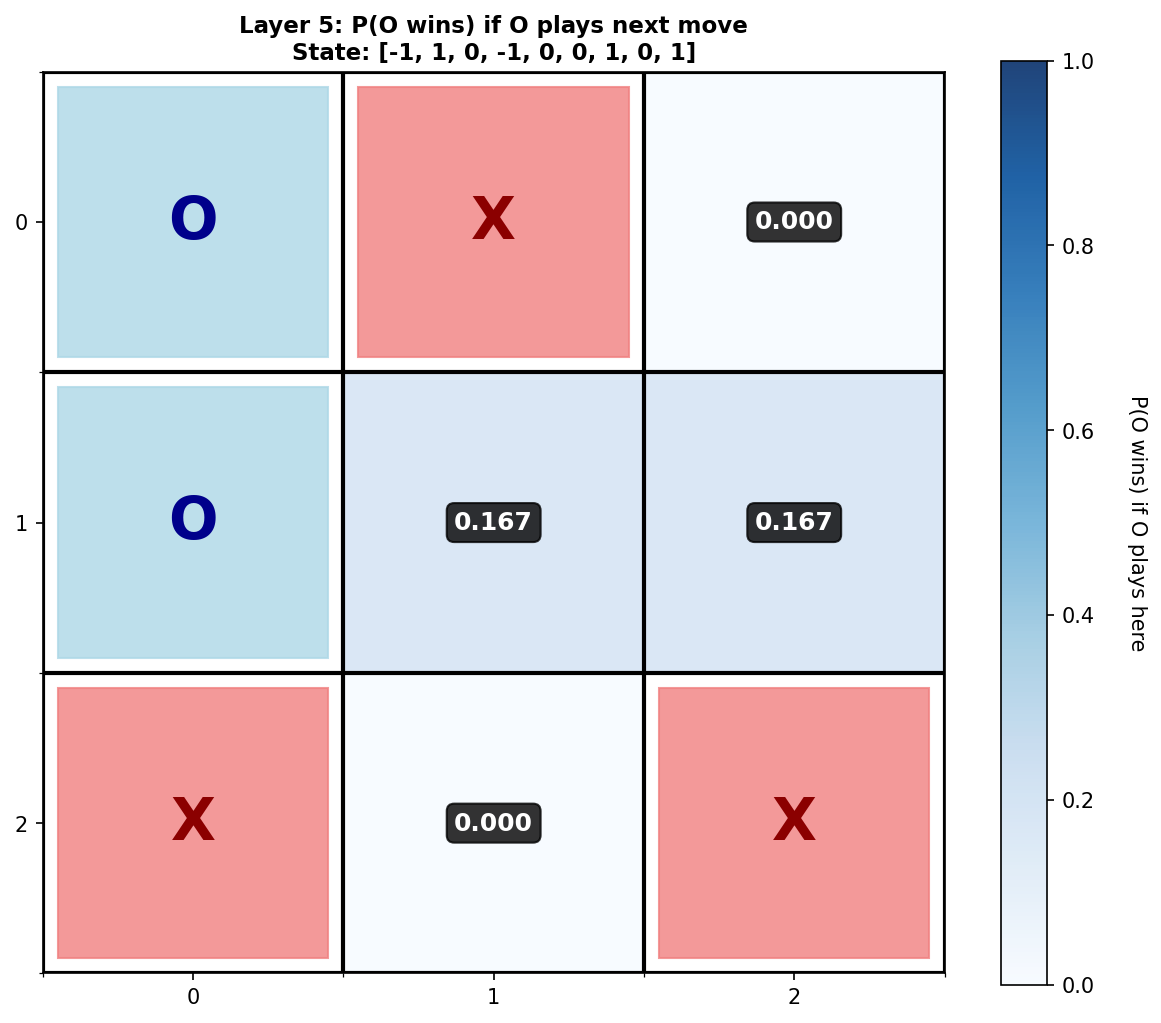 Layer 5: P(O wins) if O plays next move
State: [-1, 1, 0, -1, 0, 0, 1, 0, 1]
0
O
X
0.000
1
O
0.167
0.167
2
X
0.000
X
0
1
2
1.0
0.8
0.6
0.4
0.2
0.0
P(O wins) if O plays here